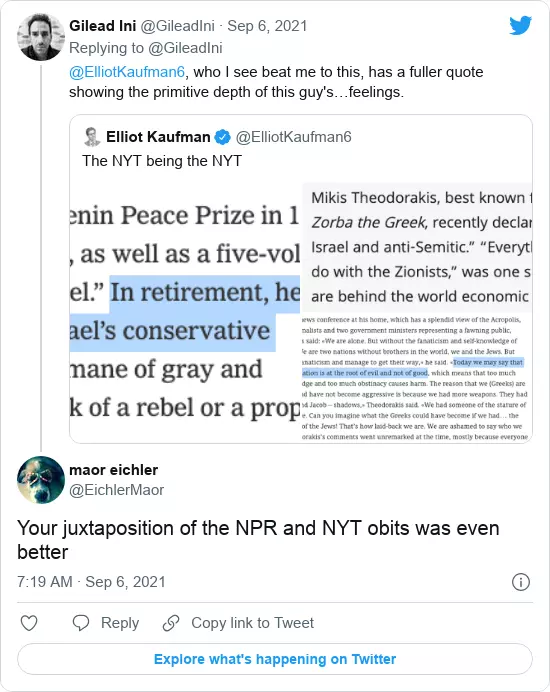 Gilead Ini @GileadIni · Sep 6, 2021
Replying to @GileadIni
@ElliotKaufman6, who I see beat me to this, has a fuller quote
showing the primitive depth of this guy's…feelings.
Elliot Kaufman @ElliotKaufman6
The NYT being the NYT
enin Peace Prize in 1
, as well as a five-vol
el.” In retirement, he
ael’s conservative
mane of gray and
k of a rebel or a prop
Mikis Theodorakis, best known f
Zorba the Greek, recently declar
Israel and anti-Semitic.” “Everyt
do with the Zionists,” was one s
are behind the world economic
ews conference at his home, which has a splendid view of the Acropolis,
nalists and two government ministers representing a fawning public,
said: «We are alone. But without the fanaticism and self-knowledge of
e are two nations without brothers in the world, we and the Jews. But
naticism and manage to get their way,» he said. «Today we may say that
ation is at the root of evil and not of good, which means that too much
dge and too much obstinacy causes harm. The reason that we (Greeks) are
d have not become aggressive is because we had more weapons. They had
d Jacob – shadows,» Theodorakis said. «We had someone of the stature of
e. Can you imagine what the Greeks could have become if we had… the
of the Jews! That's how laid-back we are. We are ashamed to say who we
orakis's comments went unremarked at the time, mostly because everyone
maor eichler
@EichlerMaor
Your juxtaposition of the NPR and NYT obits was even
better
7:19 AM · Sep 6, 2021
Reply
Copy link to Tweet
Explore what's happening on Twitter